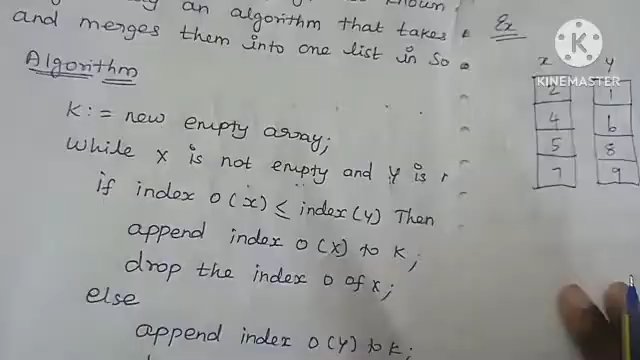 an algorithm that takes
and merges them into one list in so
Algorithm
K := new empty array;
while x is not empty and y is
if index 0 (x) ≤ index (y) Then
append index 0 (x) to K;
drop the index 0 of x;
else
append index 0 (y) to K;
Ex
x y
2 1
4 6
5 8
7 9
KINEMASTER